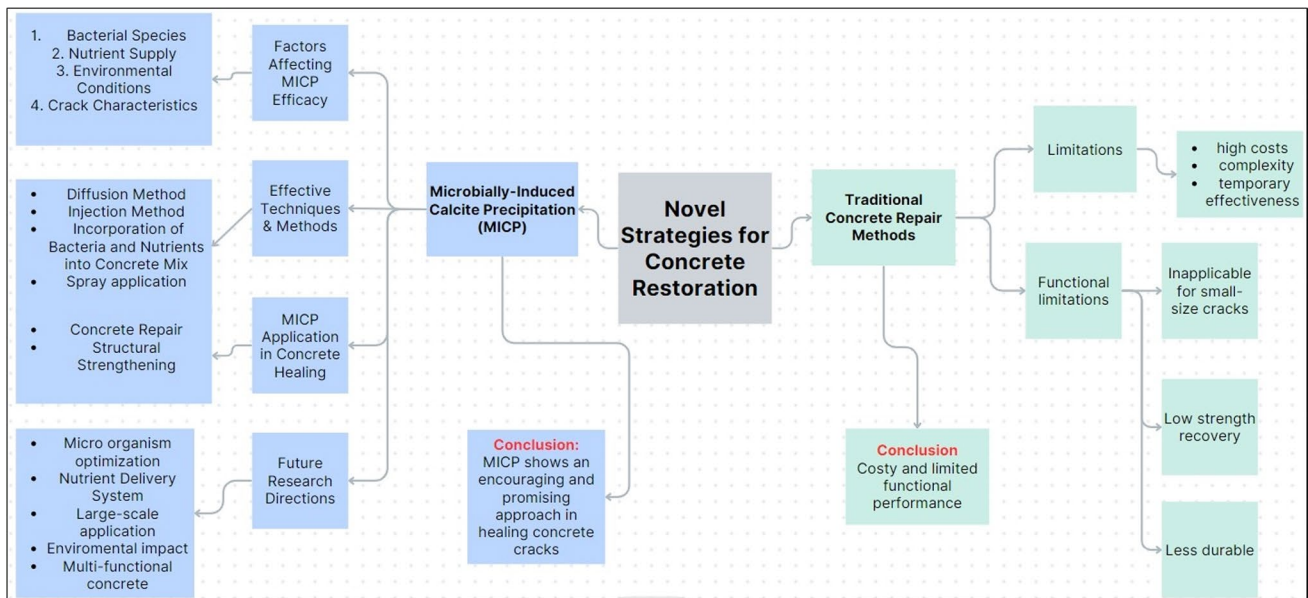 1. Bacterial Species
2. Nutrient Supply
3. Environmental
Conditions
4. Crack Characteristics
Factors
Affecting
MICP
Efficacy
• Diffusion Method
• Injection Method
• Incorporation of
Bacteria and Nutrients
into Concrete Mix
• Spray application
• Concrete Repair
• Structural
Strengthening
Effective
Techniques
& Methods
MICP
Application
in Concrete
Healing
• Micro organism
optimization
• Nutrient Delivery
System
• Large-scale
application
• Enviromental impact
• Multi-functional
concrete
Future
Research
Directions
Microbially-Induced
Calcite Precipitation
(MICP)
Conclusion:
MICP shows an
encouraging and
promising
approach in
healing concrete
cracks
Novel
Strategies for
Concrete
Restoration
Traditional
Concrete Repair
Methods
Conclusion
Costy and limited
functional
performance
Limitations
• high costs
• complexity
• temporary
effectiveness
Functional
limitations
Inapplicable
for small-
size cracks
Low strength
recovery
Less durable